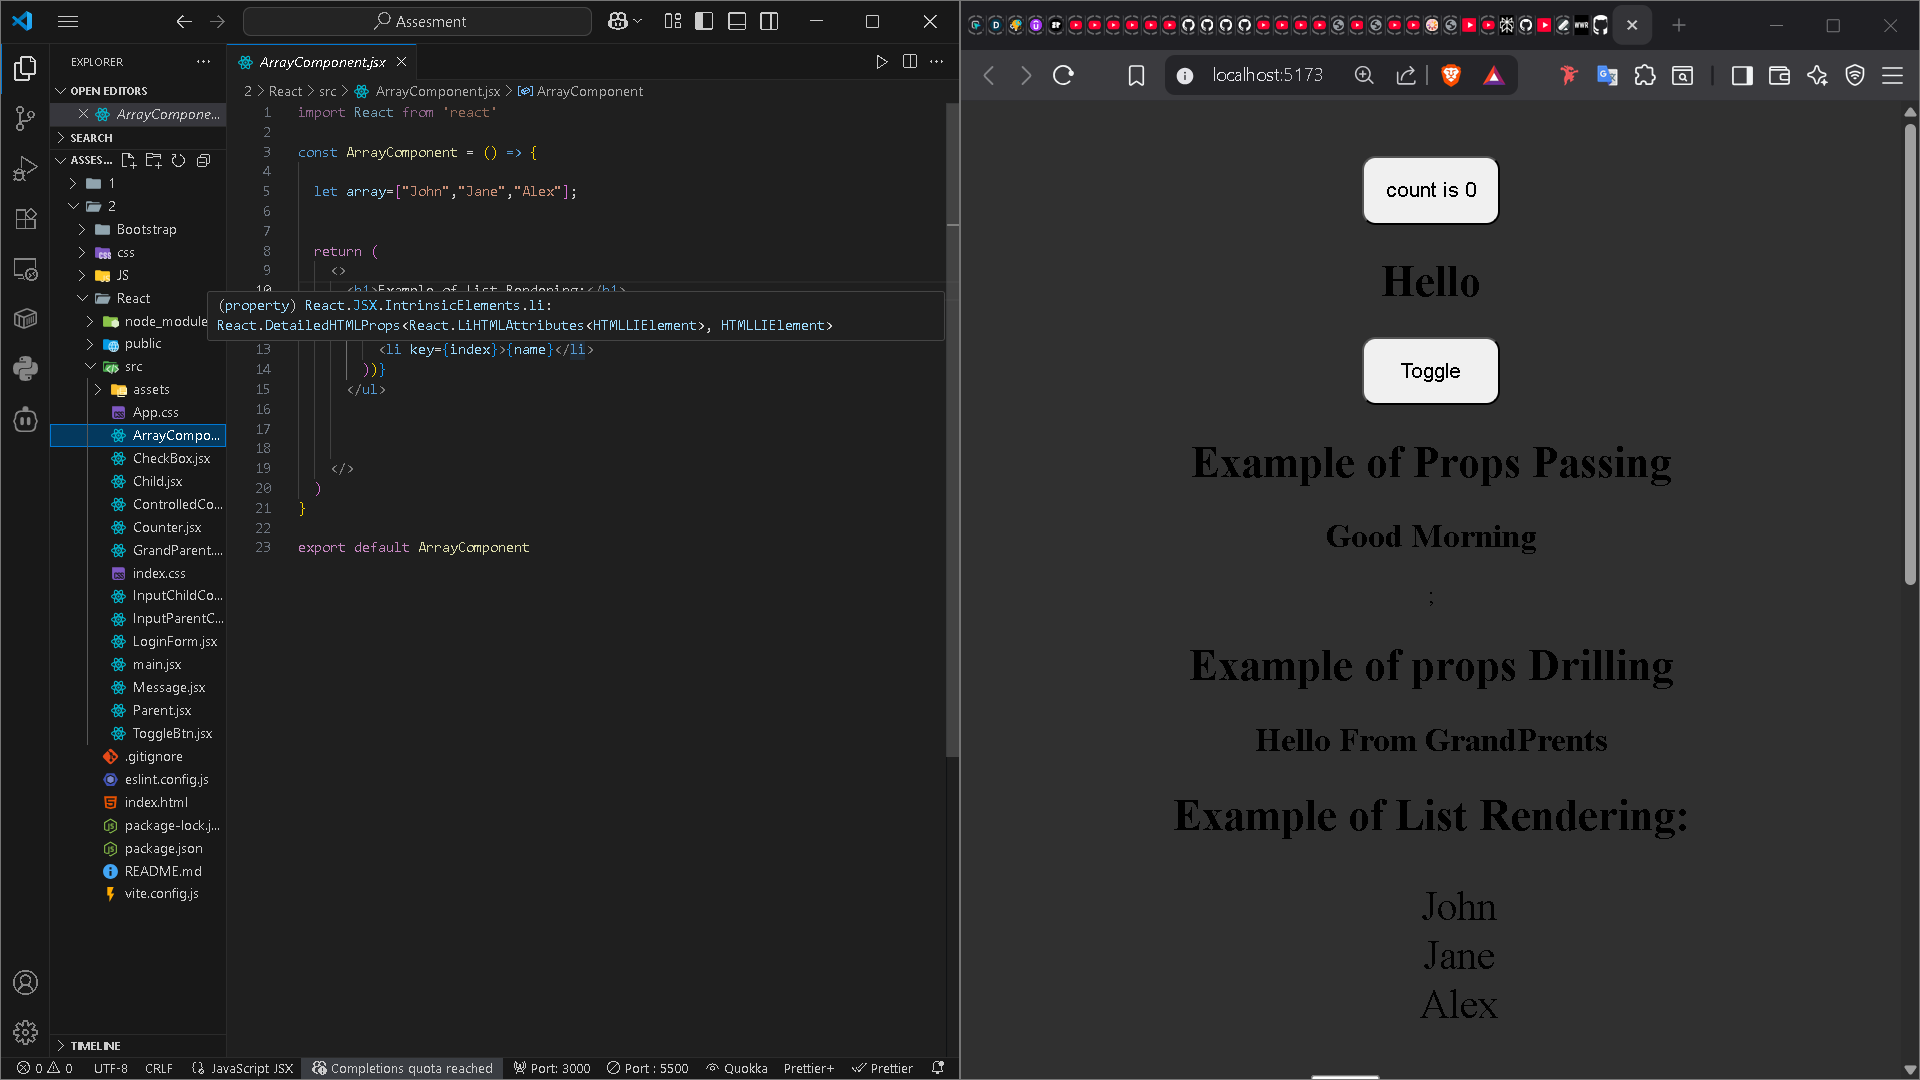 Assesment
EXPLORER
OPEN EDITORS
ArrayCompone...
SEARCH
ASSES...
1
2
Bootstrap
css
JS
React
node_module
public
src
assets
App.css
ArrayCompo...
CheckBox.jsx
Child.jsx
ControlledCo...
Counter.jsx
GrandParent....
index.css
InputChildCo...
InputParentC...
LoginForm.jsx
main.jsx
Message.jsx
Parent.jsx
ToggleBtn.jsx
.gitignore
eslint.config.js
index.html
package-lock.j...
package.json
README.md
vite.config.js
TIMELINE
ArrayComponent.jsx
2 > React > src > ArrayComponent.jsx > ArrayComponent
1 import React from 'react'
2
3 const ArrayComponent = () => {
4
5 let array=["John","Jane","Alex"];
6
7
8 return (
9 <>
10 <h1>Example of List Rendering:</h1>
(property) React.JSX.IntrinsicElements.li:
React.DetailedHTMLProps<React.LiHTMLAttributes<HTMLLIElement>, HTMLLIElement>
13 <li key={index}>{name}</li>
14 ))}
15 </ul>
16
17
18
19 </>
20 )
21 }
22
23 export default ArrayComponent
0 0 UTF-8 CRLF {} JavaScript JSX Completions quota reached Port: 3000 Port : 5500 Quokka Prettier+ Prettier
localhost:5173
count is 0
Hello
Toggle
Example of Props Passing
Good Morning
;
Example of props Drilling
Hello From GrandPrents
Example of List Rendering:
John
Jane
Alex